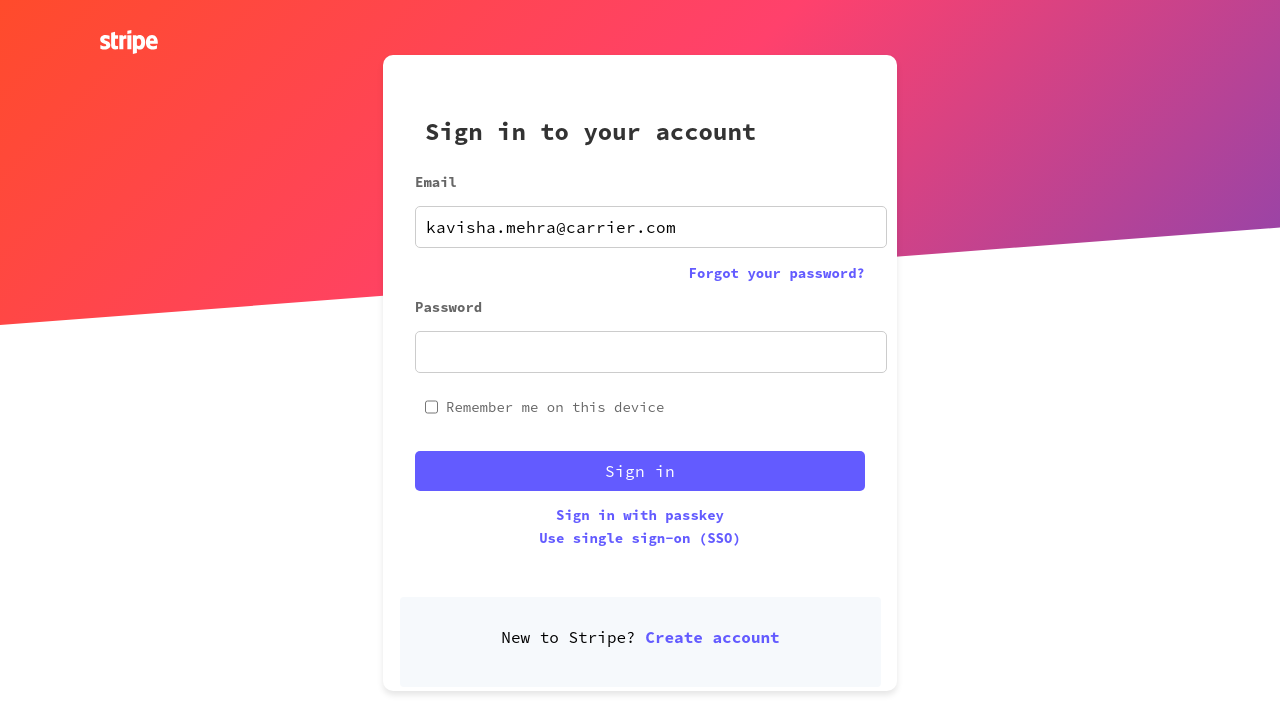 stripe
Sign in to your account
Email
kavisha.mehra@carrier.com
Forgot your password?
Password
Remember me on this device
Sign in
Sign in with passkey
Use single sign-on (SSO)
New to Stripe? Create account